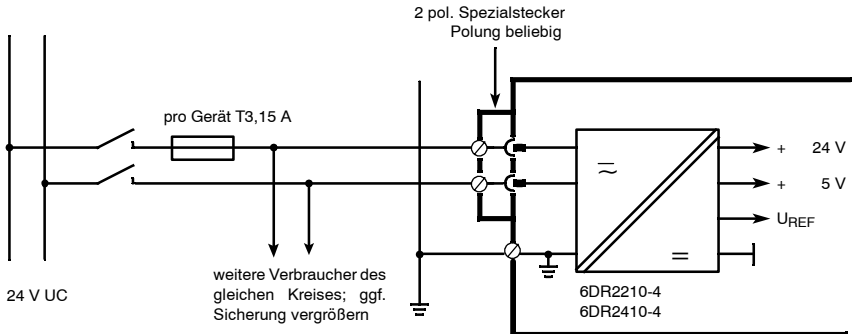 2 pol. Spezialstecker
Polung beliebig
pro Gerät T3,15 A
+ 24 V
+ 5 V
UREF
24 V UC
weitere Verbraucher des
gleichen Kreises; ggf.
Sicherung vergrößern
6DR2210-4
6DR2410-4